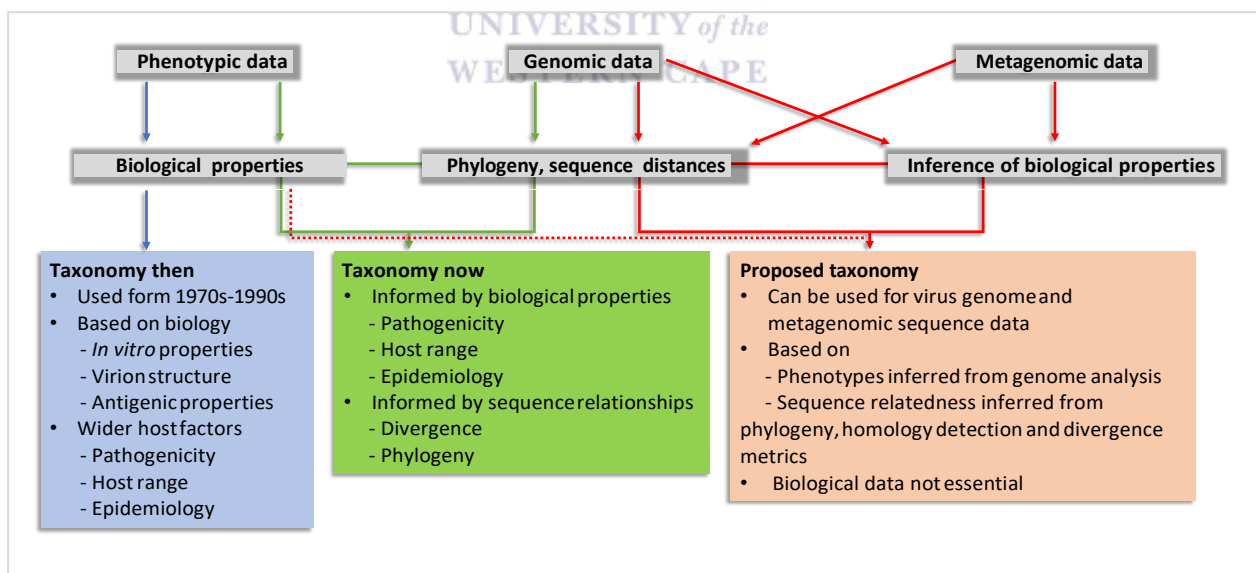 UNIVERSITY of the
WESTERN CAPE
Phenotypic data
Genomic data
Metagenomic data
Biological properties
Phylogeny, sequence distances
Inference of biological properties
Taxonomy then
• Used form 1970s-1990s
• Based on biology
- In vitro properties
- Virion structure
- Antigenic properties
• Wider host factors
- Pathogenicity
- Host range
- Epidemiology
Taxonomy now
• Informed by biological properties
- Pathogenicity
- Host range
- Epidemiology
• Informed by sequence relationships
- Divergence
- Phylogeny
Proposed taxonomy
• Can be used for virus genome and
metagenomic sequence data
• Based on
- Phenotypes inferred from genome analysis
- Sequence relatedness inferred from
phylogeny, homology detection and divergence
metrics
• Biological data not essential